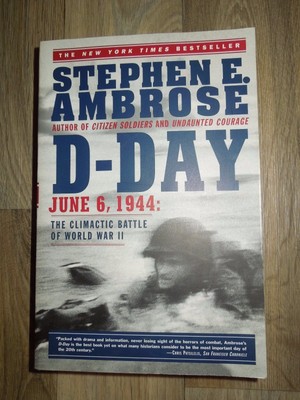 THE NEW YORK TIMES BESTSELLER
STEPHEN E.
AMBROSE
AUTHOR OF CITIZEN SOLDIERS AND UNDAUNTED COURAGE
D-DAY
JUNE 6, 1944:
THE CLIMACTIC BATTLE
OF WORLD WAR II
"Packed with drama and information, never losing sight of the horrors of combat, Ambrose's
D-Day is the best book yet on what many historians consider to be the most important day of
the 20th century."
—Chris Patsilelis, San Francisco Chronicle